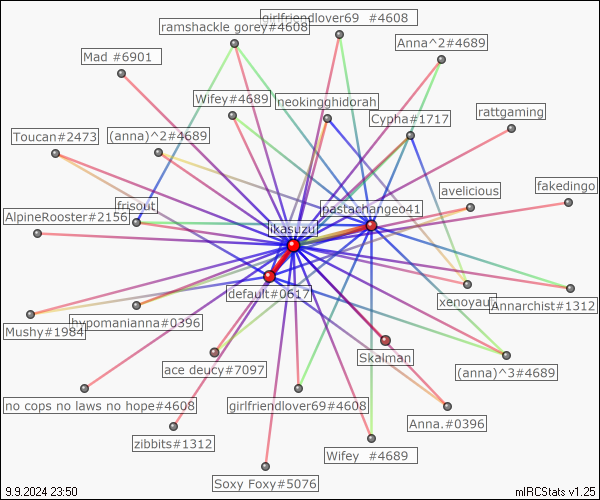 girlfriendlover69  #4608
ramshackle gorey#4608
Anna^2#4689
Mad #6901
Wifey#4689
neokingghidorah
Cypha#1717
rattgaming
Toucan#2473
(anna)^2#4689
avelicious
fakedingo
frisout
pastachangeo41
AlpineRooster#2156
ikasuzu
default#0617
xenoyau
Annarchist#1312
hypomanianna#0396
Mushy#1984
Skalman
ace deucy#7097
(anna)^3#4689
no cops no laws no hope#4608
girlfriendlover69#4608
Anna.#0396
zibbits#1312
Wifey  #4689
Soxy Foxy#5076
9.9.2024 23:50
mIRCStats v1.25